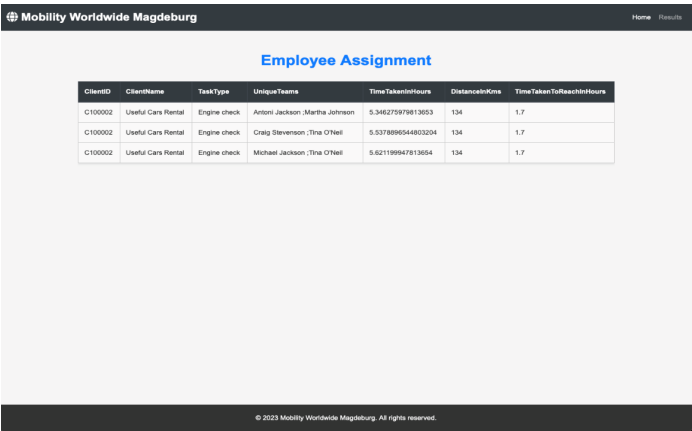 Mobility Worldwide Magdeburg Home Results
Employee Assignment
ClientID ClientName TaskType UniqueTeams TimeTakenInHours DistanceInKms TimeTakenToReachInHours
C100002 Useful Cars Rental Engine check Antoni Jackson ;Martha Johnson 5.346275979813653 134 1.7
C100002 Useful Cars Rental Engine check Craig Stevenson ;Tina O'Neil 5.5378896544803204 134 1.7
C100002 Useful Cars Rental Engine check Michael Jackson ;Tina O'Neil 5.621199947813654 134 1.7
© 2023 Mobility Worldwide Magdeburg. All rights reserved.